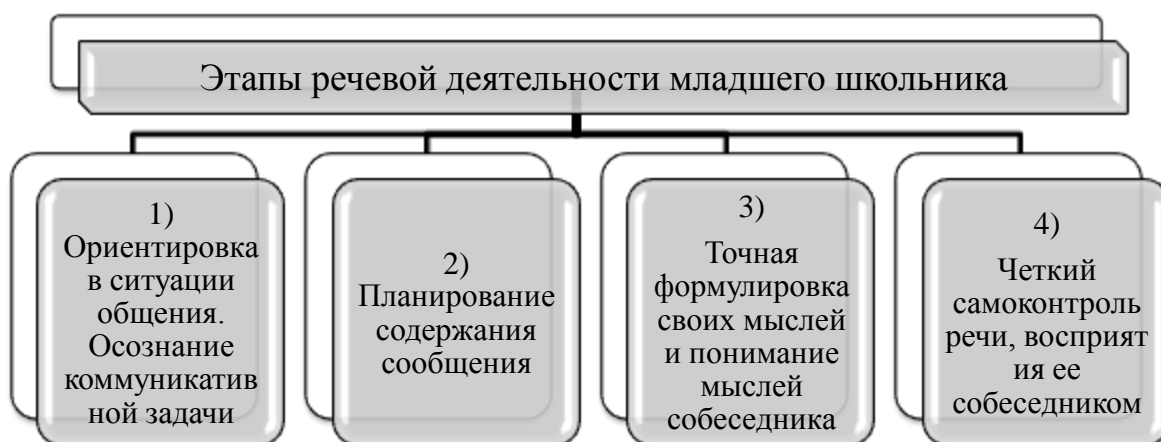 Этапы речевой деятельности младшего школьника
1)
Ориентировка
в ситуации
общения.
Осознание
коммуникатив
ной задачи
2)
Планирование
содержания
сообщения
3)
Точная
формулировка
своих мыслей
и понимание
мыслей
собеседника
4)
Четкий
самоконтроль
речи, восприят
ия ее
собеседником